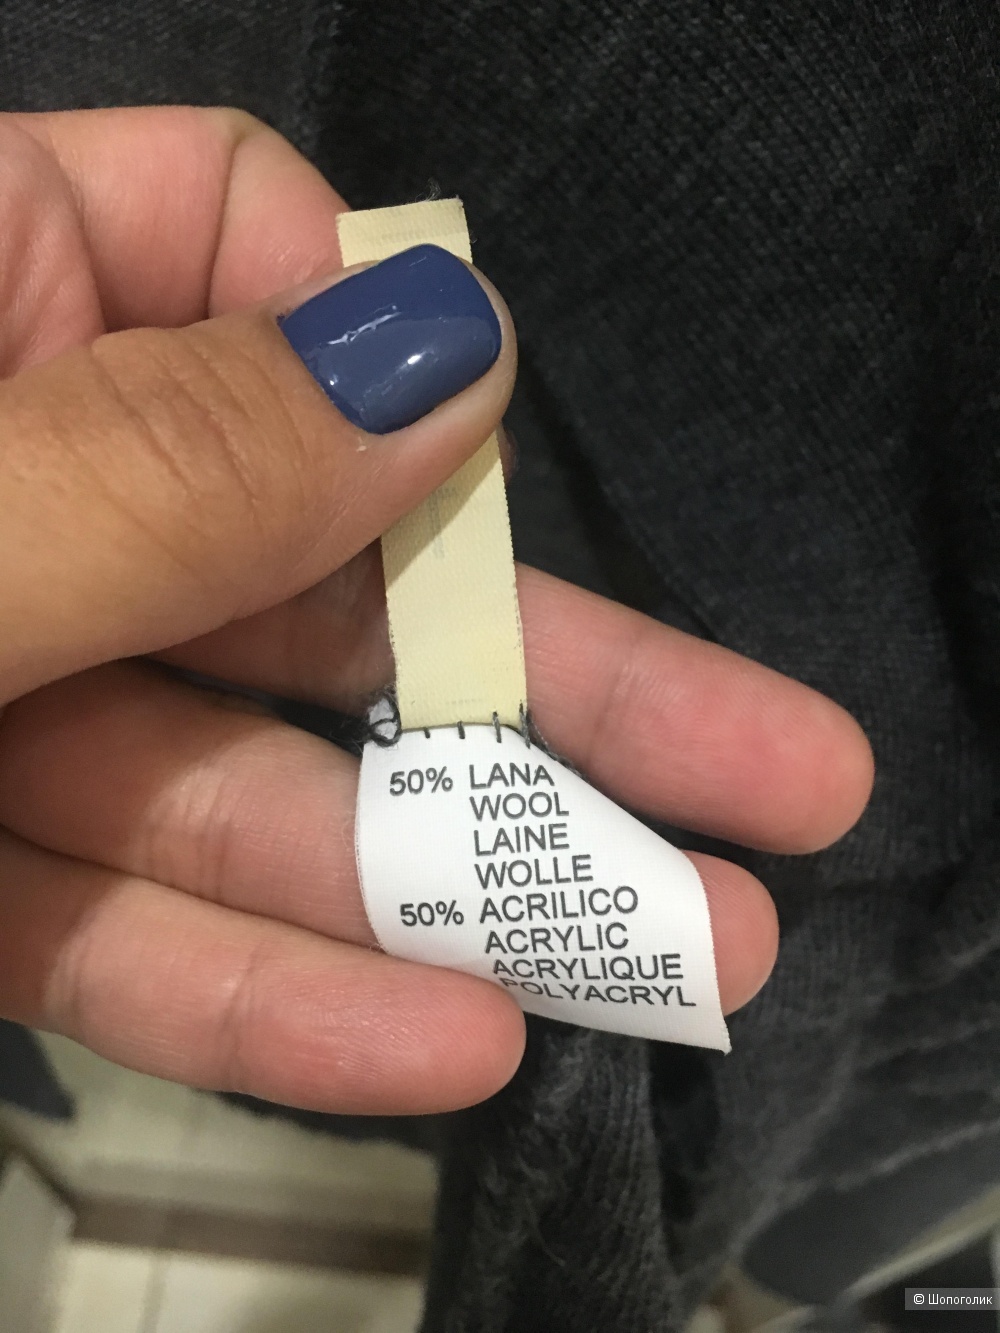 50% LANA
WOOL
LAINE
WOLLE
50% ACRILICO
ACRYLIC
ACRYLIQUE
POLYACRYL
© Шопоголик